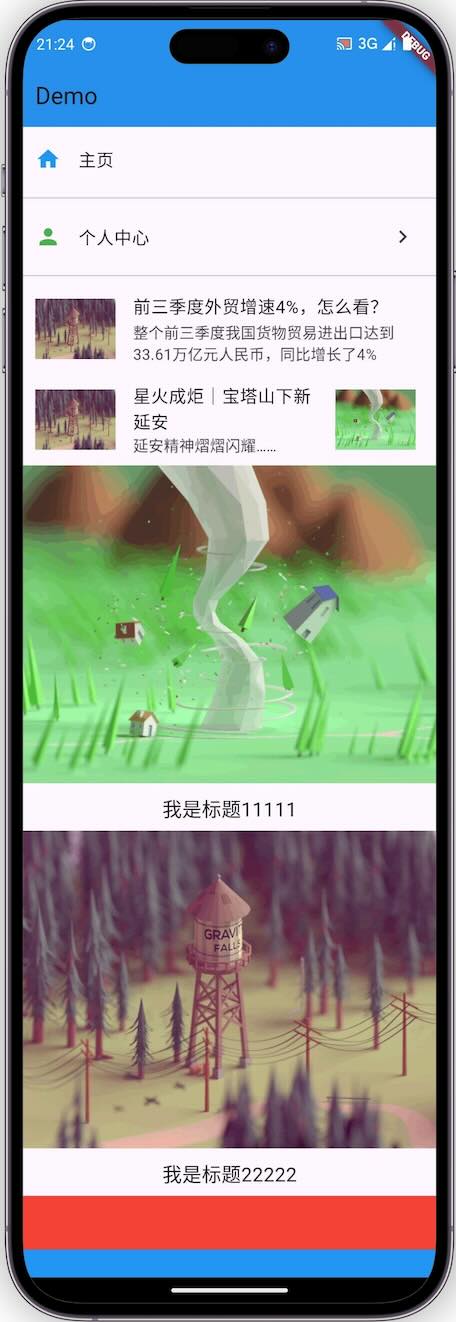 21:24
3G
DEBUG
Demo
主页
个人中心
前三季度外贸增速4%，怎么看？
整个前三季度我国货物贸易进出口达到
33.61万亿元人民币，同比增长了4%
星火成炬｜宝塔山下新
延安
延安精神熠熠闪耀……
我是标题11111
GRAVI
FALLS
我是标题22222